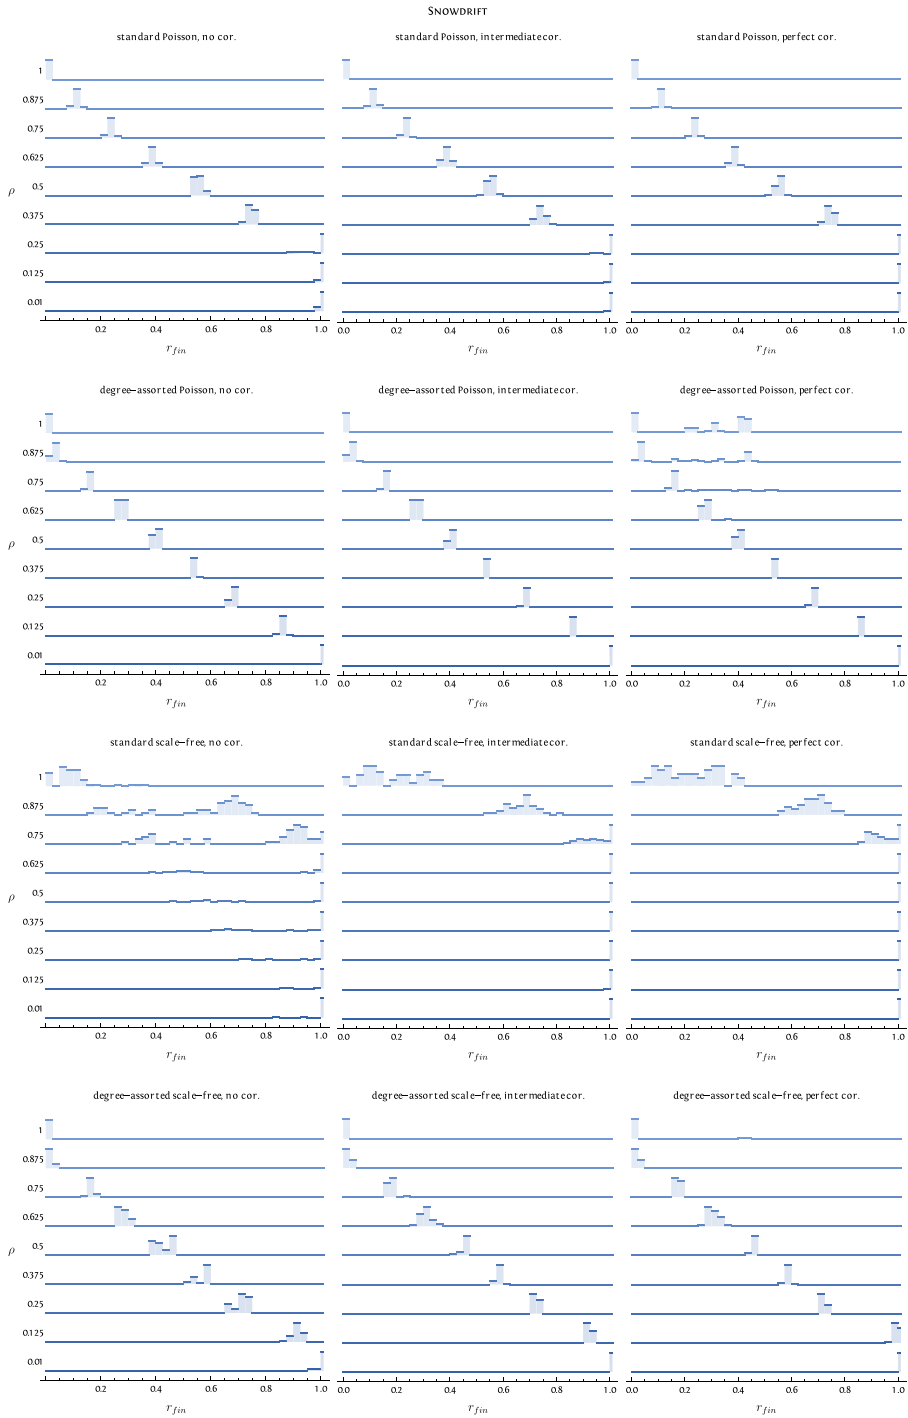 Snowdrift
standard Poisson, no cor. standard Poisson, intermediate cor. standard Poisson, perfect cor.
1
0.875
0.75
0.625
ρ 0.5
0.375
0.25
0.125
0.01
0.2 0.4 0.6 0.8 1.0 0.0 0.2 0.4 0.6 0.8 1.0 0.0 0.2 0.4 0.6 0.8 1.0
r_fin r_fin r_fin
degree-assorted Poisson, no cor. degree-assorted Poisson, intermediate cor. degree-assorted Poisson, perfect cor.
1
0.875
0.75
0.625
ρ 0.5
0.375
0.25
0.125
0.01
0.2 0.4 0.6 0.8 1.0 0.0 0.2 0.4 0.6 0.8 1.0 0.0 0.2 0.4 0.6 0.8 1.0
r_fin r_fin r_fin
standard scale-free, no cor. standard scale-free, intermediate cor. standard scale-free, perfect cor.
1
0.875
0.75
0.625
ρ 0.5
0.375
0.25
0.125
0.01
0.2 0.4 0.6 0.8 1.0 0.0 0.2 0.4 0.6 0.8 1.0 0.0 0.2 0.4 0.6 0.8 1.0
r_fin r_fin r_fin
degree-assorted scale-free, no cor. degree-assorted scale-free, intermediate cor. degree-assorted scale-free, perfect cor.
1
0.875
0.75
0.625
ρ 0.5
0.375
0.25
0.125
0.01
0.2 0.4 0.6 0.8 1.0 0.0 0.2 0.4 0.6 0.8 1.0 0.0 0.2 0.4 0.6 0.8 1.0
r_fin r_fin r_fin